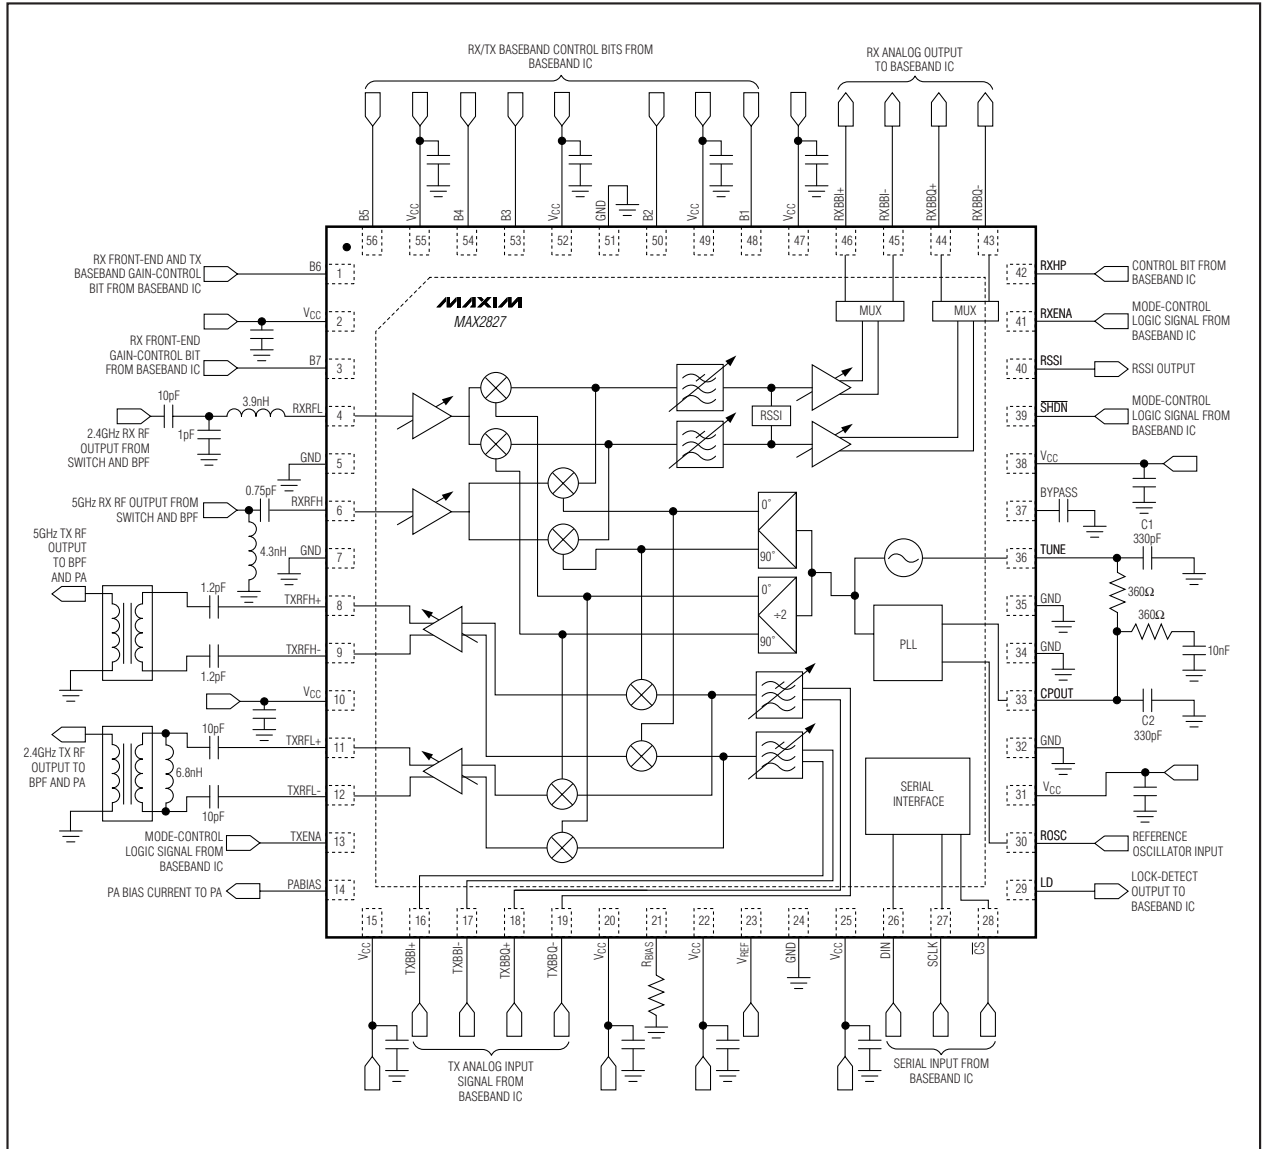 RX/TX BASEBAND CONTROL BITS FROM
BASEBAND IC
RX ANALOG OUTPUT
TO BASEBAND IC
B5
VCC
B4
B3
VCC
GND
B2
VCC
B1
VCC
RXBBI+
RXBBI-
RXBBQ+
RXBBQ-
56
55
54
53
52
51
50
49
48
47
46
45
44
43
RX FRONT-END AND TX
BASEBAND GAIN-CONTROL
BIT FROM BASEBAND IC
B6
1
VCC
2
RX FRONT-END
GAIN-CONTROL BIT
FROM BASEBAND IC
B7
3
10pF
3.9nH
1pF
RXRFL
4
2.4GHz RX RF
OUTPUT FROM
SWITCH AND BPF
GND
5
0.75pF
5GHz RX RF OUTPUT FROM
SWITCH AND BPF
RXRFH
6
4.3nH
GND
7
5GHz TX RF
OUTPUT
TO BPF
AND PA
1.2pF
TXRFH+
8
TXRFH-
9
1.2pF
VCC
10
10pF
TXRFL+
11
2.4GHz TX RF
OUTPUT TO
BPF AND PA
6.8nH
TXRFL-
12
10pF
MODE-CONTROL
LOGIC SIGNAL FROM
BASEBAND IC
TXENA
13
PA BIAS CURRENT TO PA
PABIAS
14
MAXIM
MAX2827
MUX
MUX
RSSI
0°
90°
0°
÷2
90°
PLL
SERIAL
INTERFACE
42
RXHP
CONTROL BIT FROM
BASEBAND IC
41
RXENA
MODE-CONTROL
LOGIC SIGNAL FROM
BASEBAND IC
40
RSSI
RSSI OUTPUT
39
SHDN
MODE-CONTROL
LOGIC SIGNAL FROM
BASEBAND IC
38
VCC
37
BYPASS
C1
330pF
36
TUNE
360Ω
360Ω
10nF
35
GND
34
GND
33
CPOUT
C2
330pF
32
GND
31
VCC
30
ROSC
REFERENCE
OSCILLATOR INPUT
29
LD
LOCK-DETECT
OUTPUT TO
BASEBAND IC
15
16
17
18
19
20
21
22
23
24
25
26
27
28
VCC
TXBBI+
TXBBI-
TXBBQ+
TXBBQ-
VCC
RBIAS
VCC
VREF
GND
VCC
DIN
SCLK
CS
TX ANALOG INPUT
SIGNAL FROM
BASEBAND IC
SERIAL INPUT FROM
BASEBAND IC